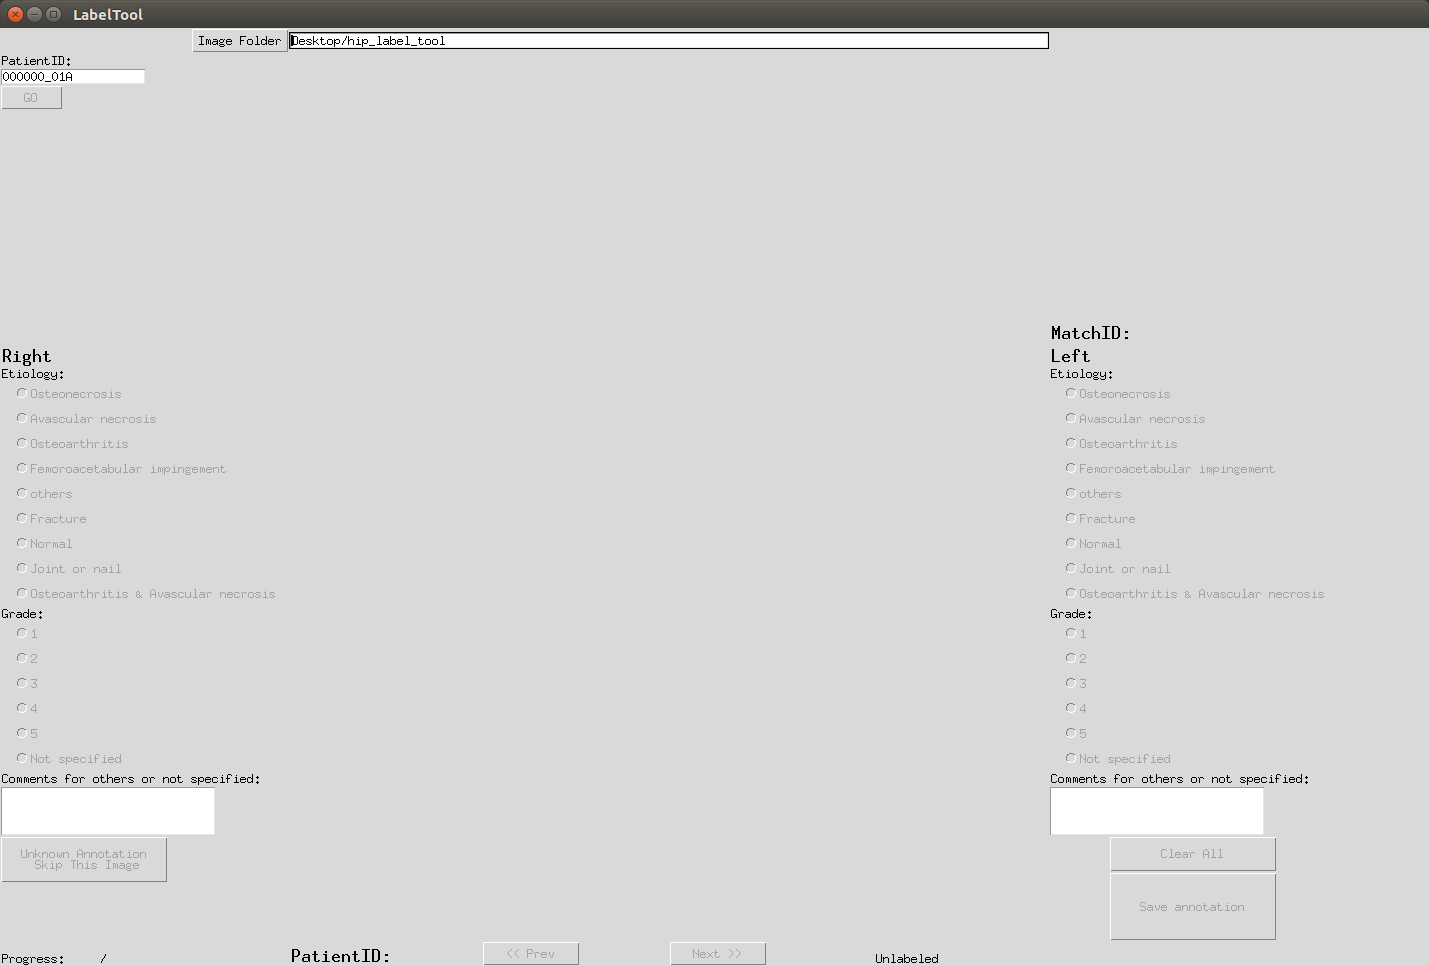 LabelTool
Image Folder Desktop/hip_label_tool
PatientID:
000000_01A
GO
MatchID:
Right
Etiology:
Osteonecrosis
Avascular necrosis
Osteoarthritis
Femoroacetabular impingement
others
Fracture
Normal
Joint or nail
Osteoarthritis & Avascular necrosis
Grade:
1
2
3
4
5
Not specified
Comments for others or not specified:
Unknown Annotation
Skip This Image
Left
Etiology:
Osteonecrosis
Avascular necrosis
Osteoarthritis
Femoroacetabular impingement
others
Fracture
Normal
Joint or nail
Osteoarthritis & Avascular necrosis
Grade:
1
2
3
4
5
Not specified
Comments for others or not specified:
Clear All
Save annotation
Progress: / PatientID: << Prev Next >> Unlabeled